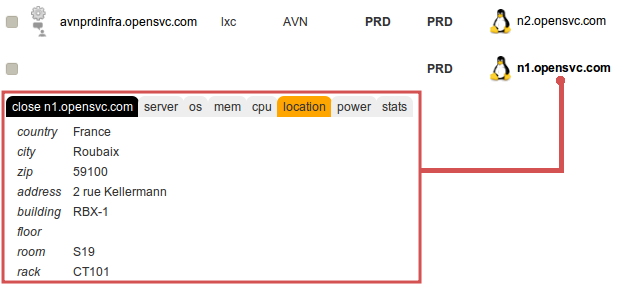 avnprdinfra.opensvc.com lxc AVN PRD PRD n2.opensvc.com
PRD n1.opensvc.com
close n1.opensvc.com server os mem cpu location power stats
country France
city Roubaix
zip 59100
address 2 rue Kellermann
building RBX-1
floor
room S19
rack CT101